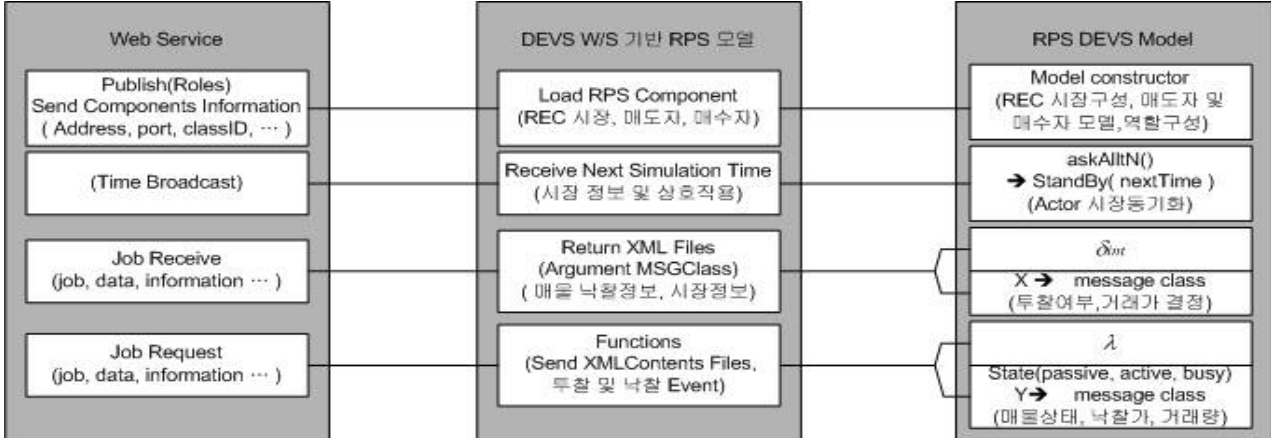 Web Service
Publish(Roles)
Send Components Information
( Address, port, classID, ··· )
(Time Broadcast)
Job Receive
(job, data, information ··· )
Job Request
(job, data, information ··· )
DEVS W/S 기반 RPS 모델
Load RPS Component
(REC 시장, 매도자, 매수자)
Receive Next Simulation Time
(시장 정보 및 상호작용)
Return XML Files
(Argument MSGClass)
( 매물 낙찰정보, 시장정보)
Functions
(Send XMLContents Files,
투찰 및 낙찰 Event)
RPS DEVS Model
Model constructor
(REC 시장구성, 매도자 및
매수자 모델,역할구성)
askAlltN()
➔ StandBy( nextTime )
(Actor 시장동기화)
δint
X ➔ message class
(투찰여부,거래가 결정)
λ
State(passive, active, busy)
Y➔ message class
(매물상태, 낙찰가, 거래량)